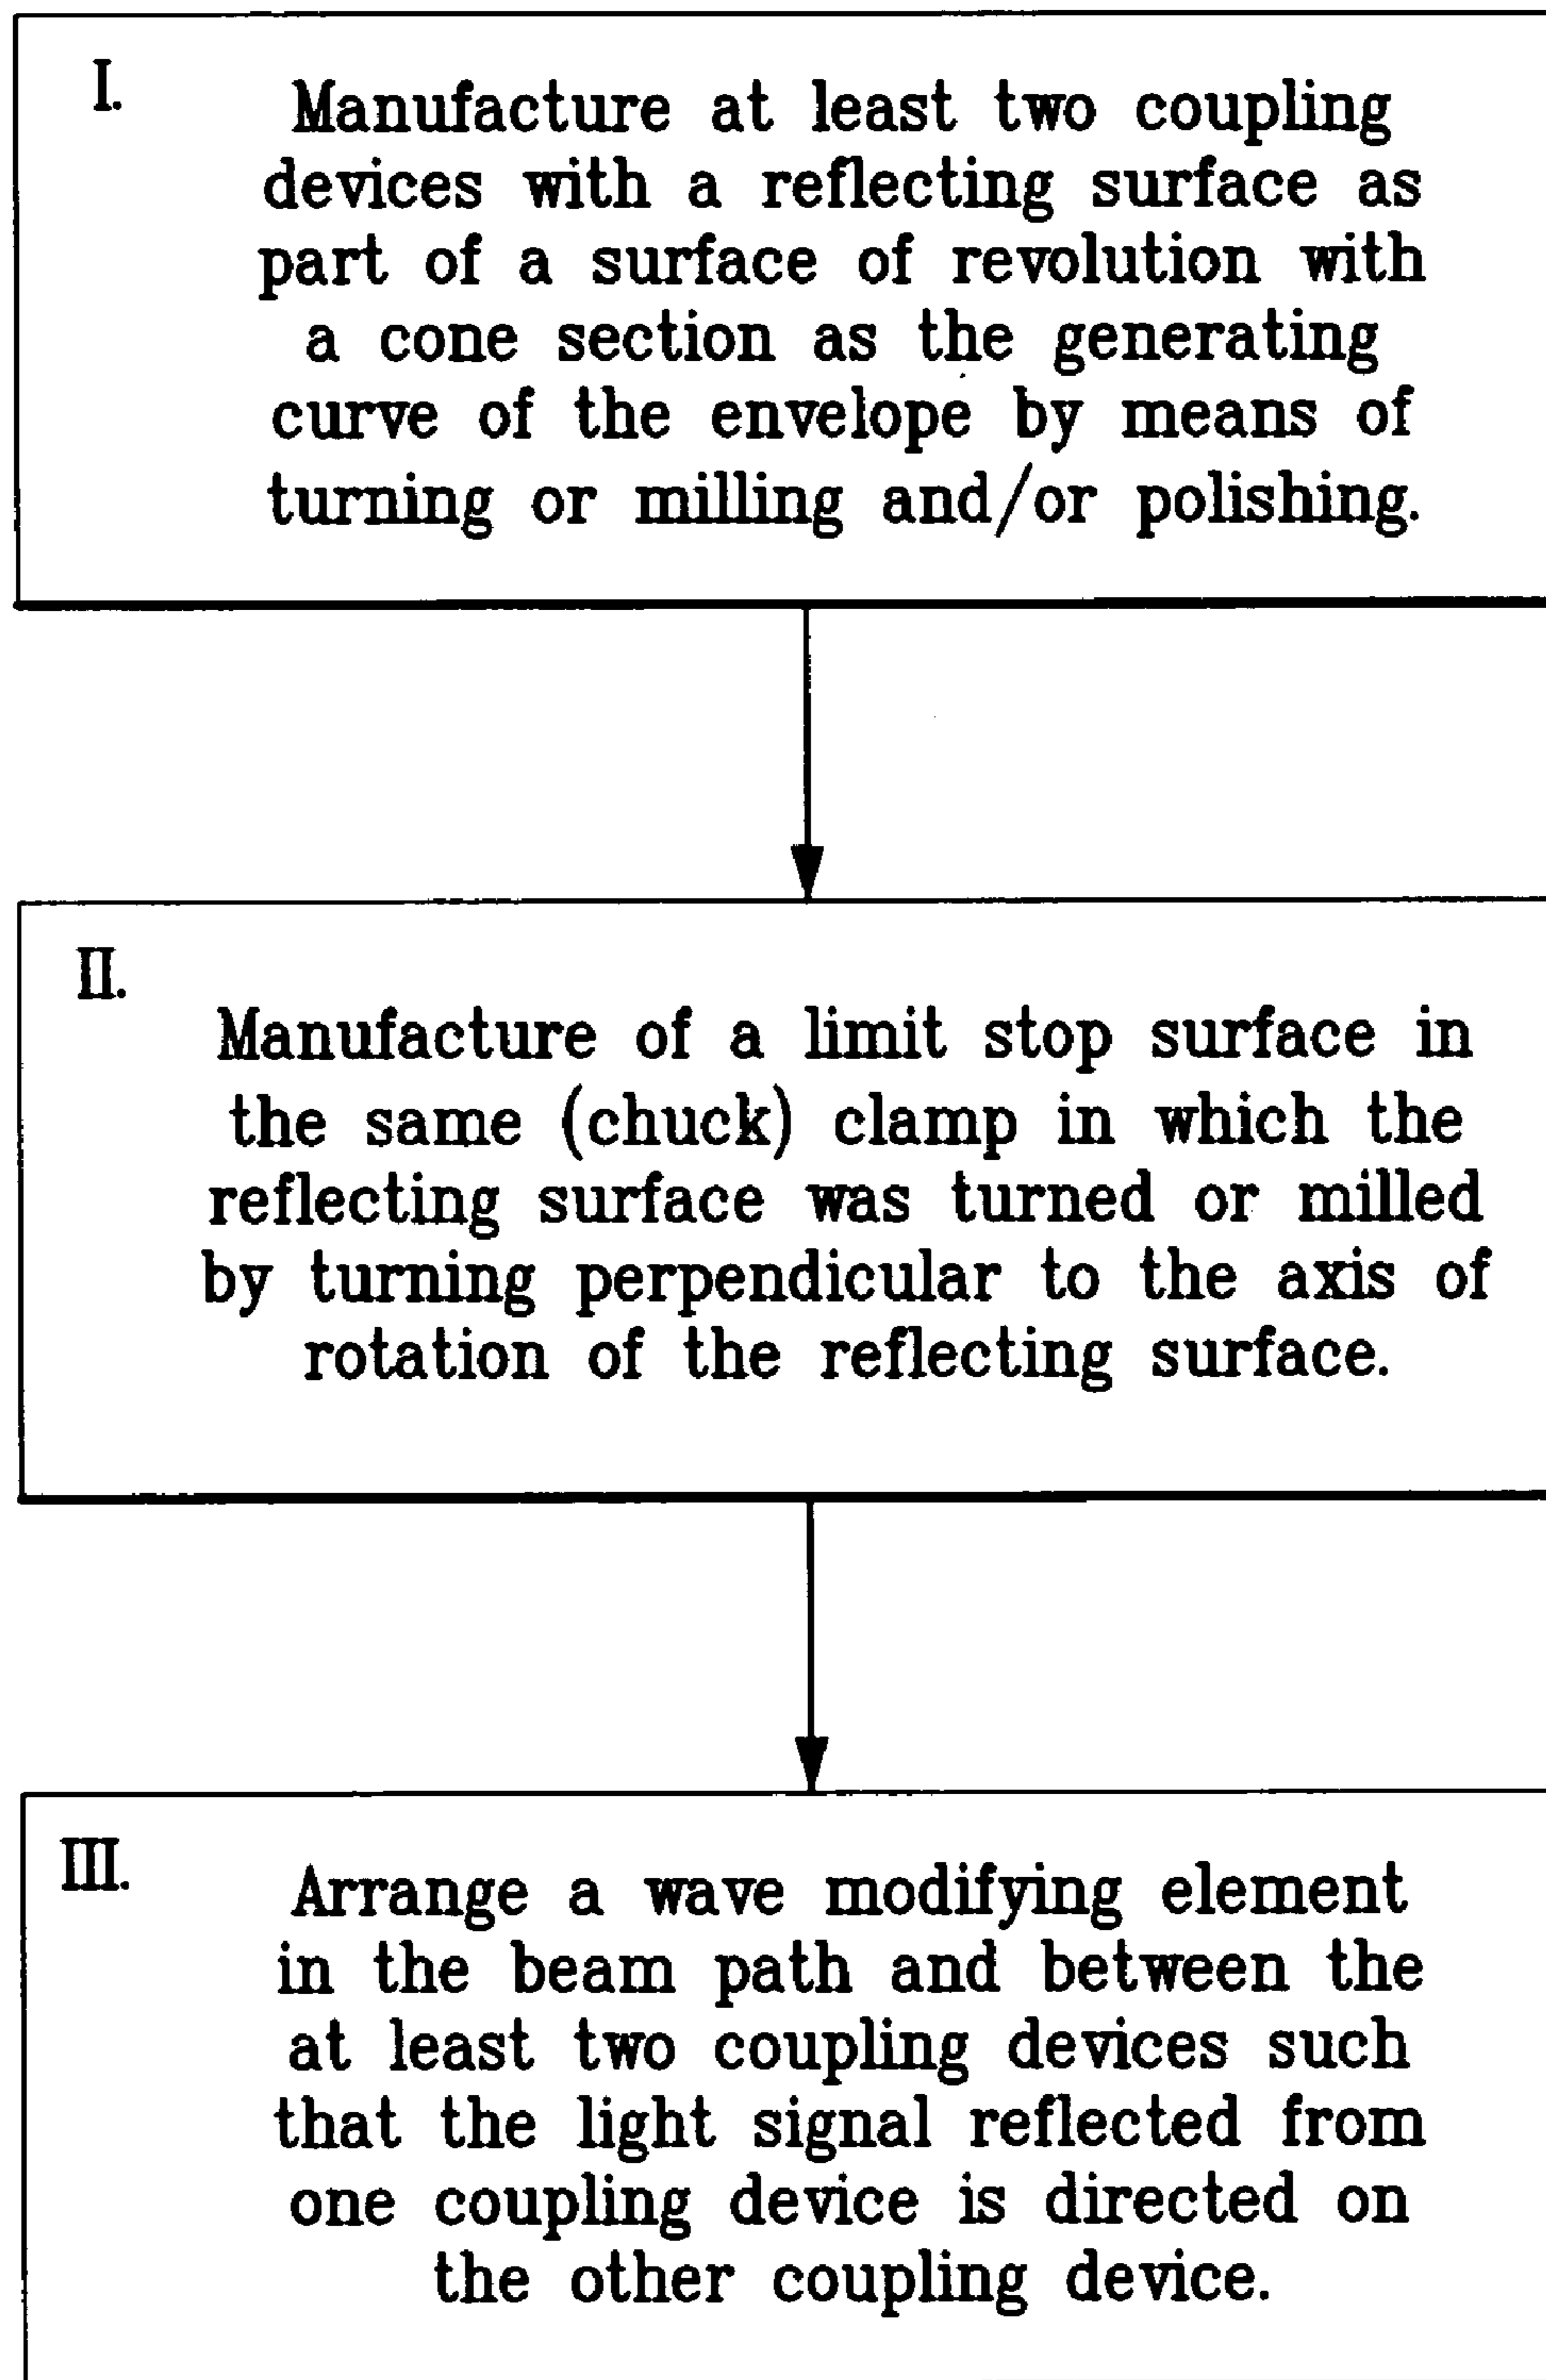 I.
Manufacture at least two coupling
devices with a reflecting surface as
part of a surface of revolution with
a cone section as the generating
curve of the envelope by means of
turning or milling and/or polishing.
II.
Manufacture of a limit stop surface in
the same (chuck) clamp in which the
reflecting surface was turned or milled
by turning perpendicular to the axis of
rotation of the reflecting surface.
III.
Arrange a wave modifying element
in the beam path and between the
at least two coupling devices such
that the light signal reflected from
one coupling device is directed on
the other coupling device.